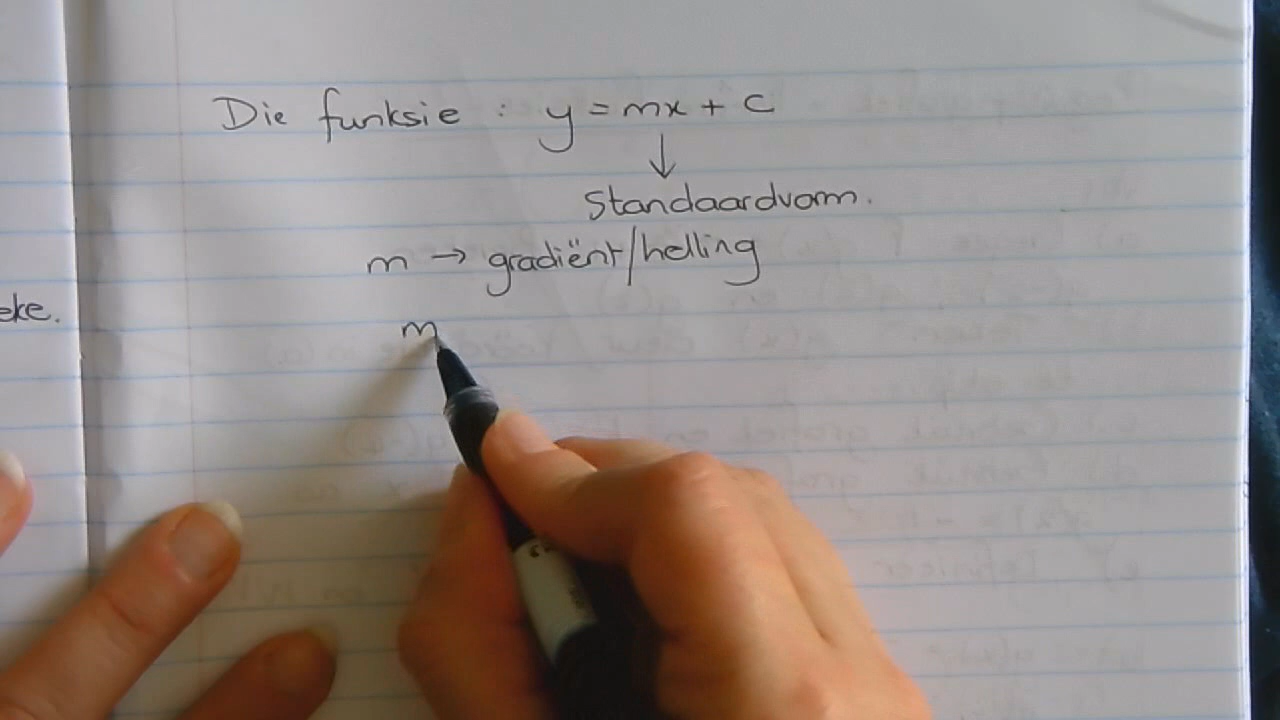 Die funksie : y = mx + c
↓
Standaardvorm.
m → gradiënt/helling
eke.
m